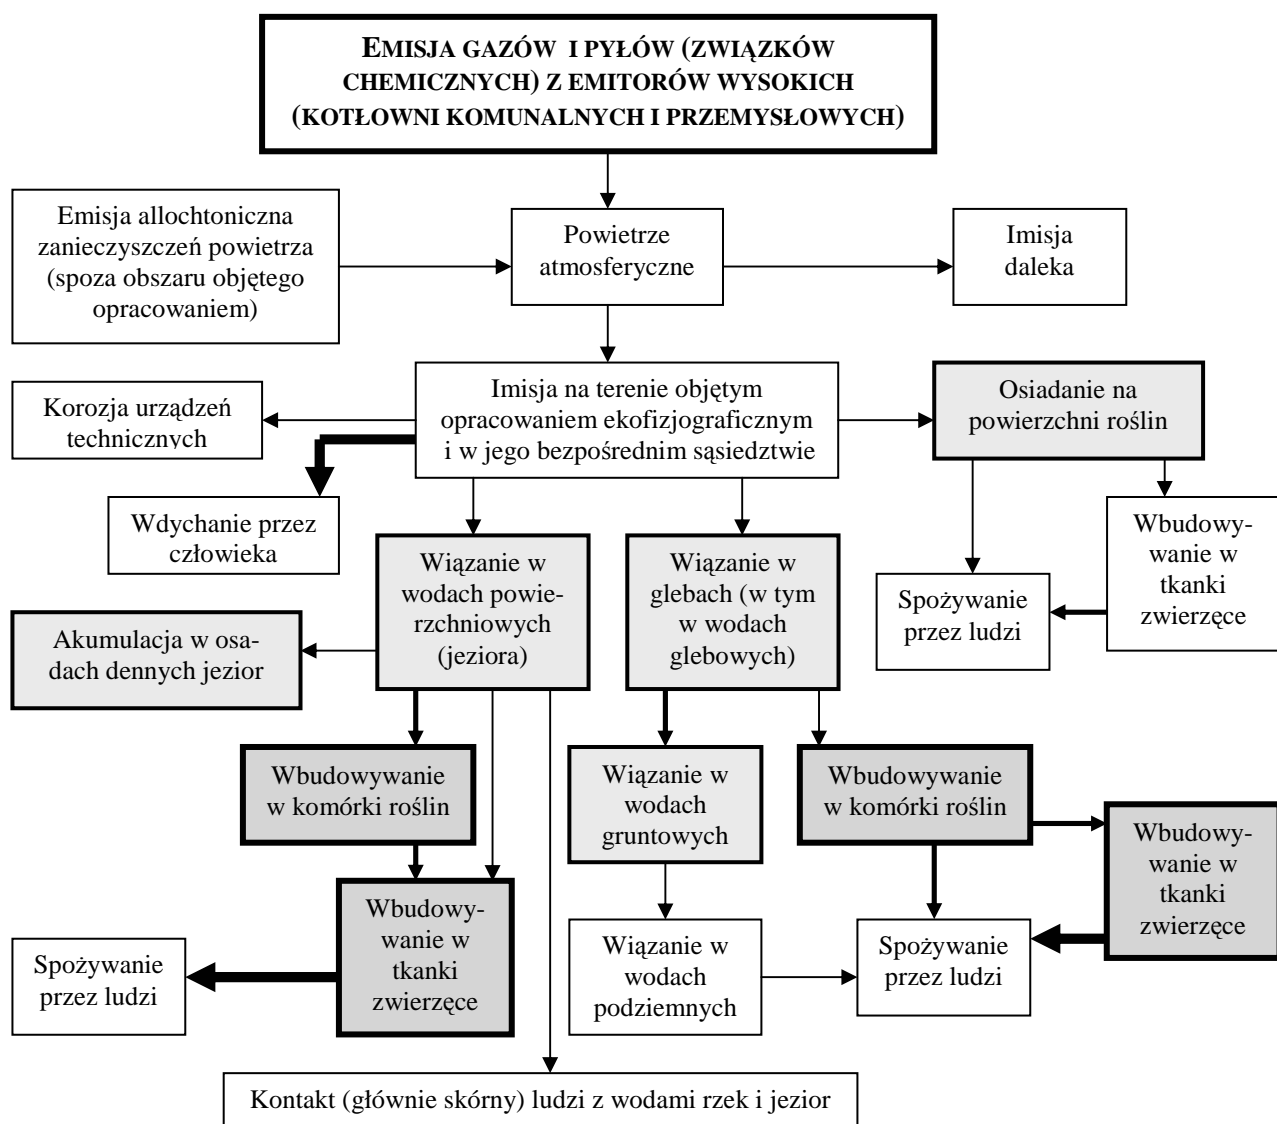 EMISJA GAZÓW I PYŁÓW (ZWIĄZKÓW
CHEMICZNYCH) Z EMITORÓW WYSOKICH
(KOTŁOWNI KOMUNALNYCH I PRZEMYSŁOWYCH)
Emisja allochtoniczna
zanieczyszczeń powietrza
(spoza obszaru objętego
opracowaniem)
Powietrze
atmosferyczne
Imisja
daleka
Korozja urządzeń
technicznych
Imisja na terenie objętym
opracowaniem ekofizjograficznym
i w jego bezpośrednim sąsiedztwie
Osiadanie na
powierzchni roślin
Wdychanie przez
człowieka
Wiązanie w
wodach powie-
rzchniowych
(jeziora)
Wiązanie w
glebach (w tym
w wodach
glebowych)
Spożywanie
przez ludzi
Wbudowy-
wanie w
tkanki
zwierzęce
Akumulacja w osa-
dach dennych jezior
Wbudowywanie
w komórki roślin
Wiązanie w
wodach
gruntowych
Wbudowywanie
w komórki roślin
Wbudowy-
wanie w
tkanki
zwierzęce
Spożywanie
przez ludzi
Wbudowy-
wanie w
tkanki
zwierzęce
Wiązanie w
wodach
podziemnych
Spożywanie
przez ludzi
Kontakt (głównie skórny) ludzi z wodami rzek i jezior